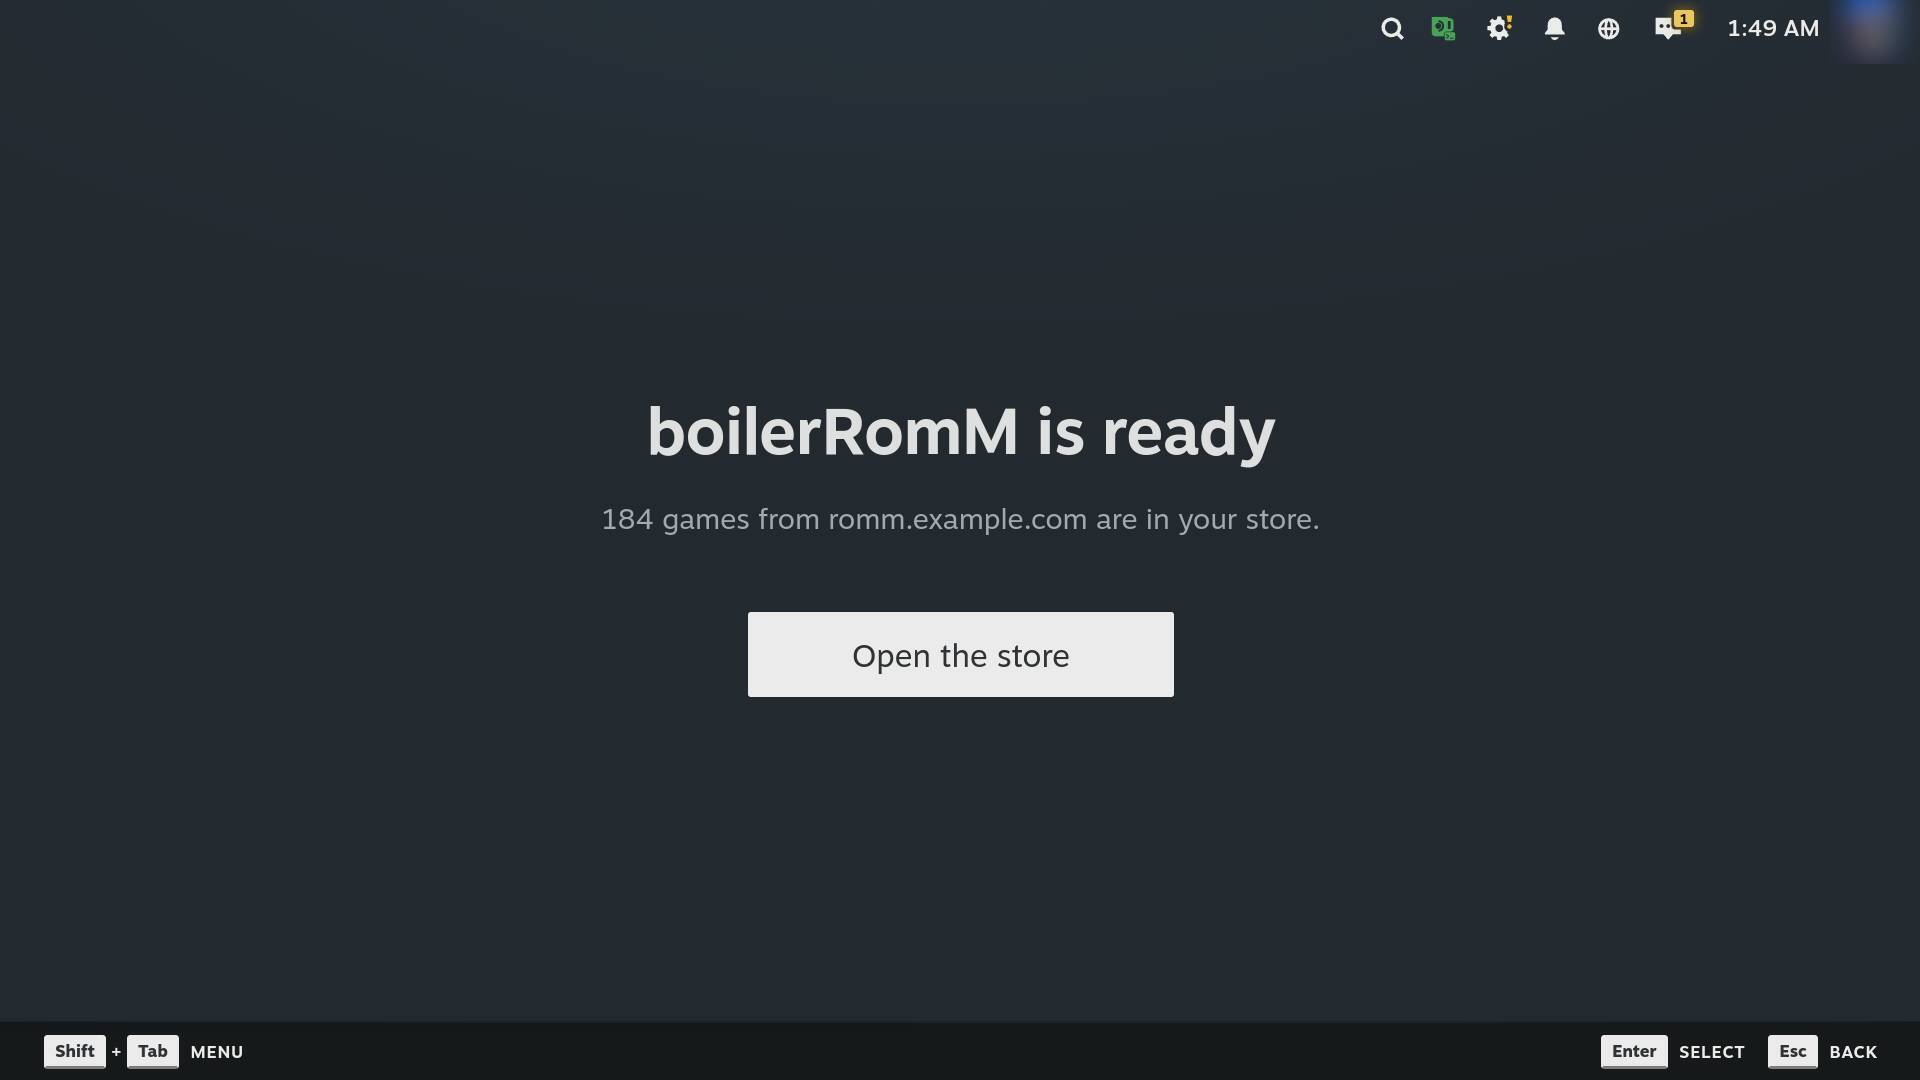 1
1:49 AM
boilerRomM is ready
184 games from romm.example.com are in your store.
Open the store
Shift + Tab MENU
Enter SELECT Esc BACK